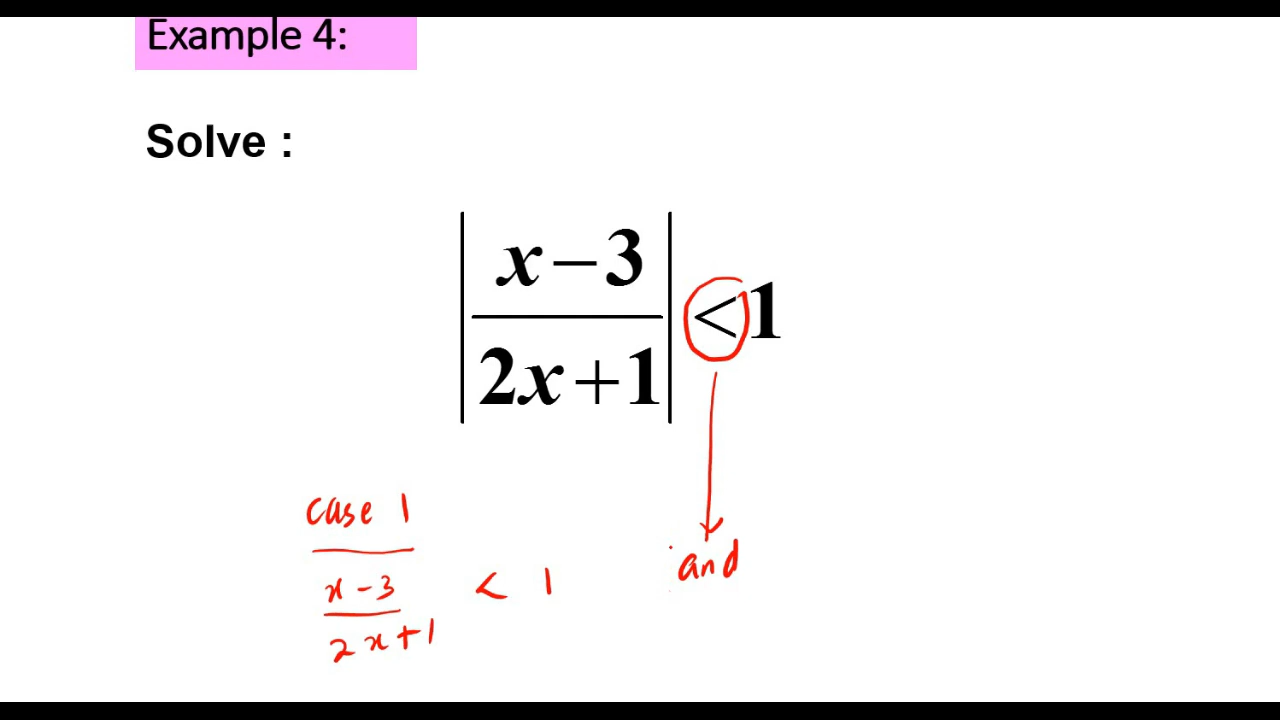 Example 4:
Solve :
|x−3 / 2x+1| < 1
case 1
and
x−3 / 2x+1 < 1